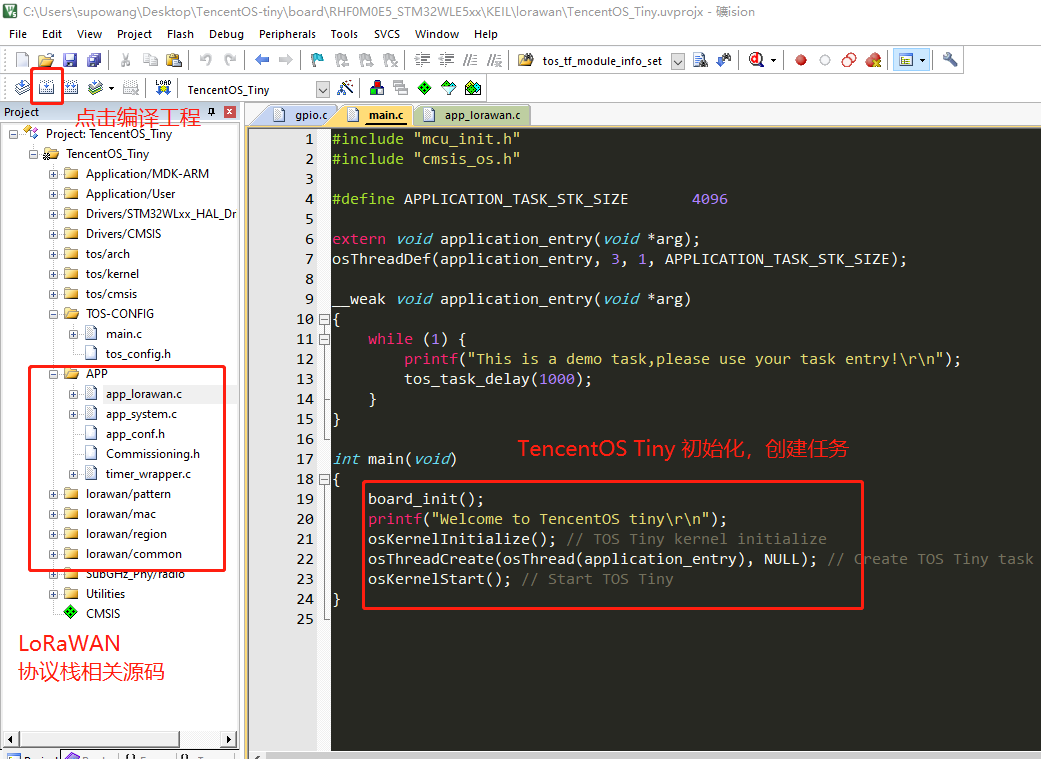 C:\Users\supowang\Desktop\TencentOS-tiny\board\RHF0M0E5_STM32WLE5xx\KEIL\lorawan\TencentOS_Tiny.uvprojx - 礦ision
File Edit View Project Flash Debug Peripherals Tools SVCS Window Help
tos_tf_module_info_set
LOAD TencentOS_Tiny
Project
点击编译工程
gpio.c main.c app_lorawan.c
Project: TencentOS_Tiny
TencentOS_Tiny
Application/MDK-ARM
Application/User
Drivers/STM32WLxx_HAL_Dr
Drivers/CMSIS
tos/arch
tos/kernel
tos/cmsis
TOS-CONFIG
main.c
tos_config.h
APP
app_lorawan.c
app_system.c
app_conf.h
Commissioning.h
timer_wrapper.c
lorawan/pattern
lorawan/mac
lorawan/region
lorawan/common
SubGHz_Phy/radio
Utilities
CMSIS
LoRaWAN
协议栈相关源码
1 #include "mcu_init.h"
2 #include "cmsis_os.h"
3
4 #define APPLICATION_TASK_STK_SIZE       4096
5
6 extern void application_entry(void *arg);
7 osThreadDef(application_entry, 3, 1, APPLICATION_TASK_STK_SIZE);
8
9 __weak void application_entry(void *arg)
10 {
11     while (1) {
12         printf("This is a demo task,please use your task entry!\r\n");
13         tos_task_delay(1000);
14     }
15 }
16
TencentOS Tiny 初始化，创建任务
17 int main(void)
18 {
19     board_init();
20     printf("Welcome to TencentOS tiny\r\n");
21     osKernelInitialize(); // TOS Tiny kernel initialize
22     osThreadCreate(osThread(application_entry), NULL); // Create TOS Tiny task
23     osKernelStart(); // Start TOS Tiny
24 }
25